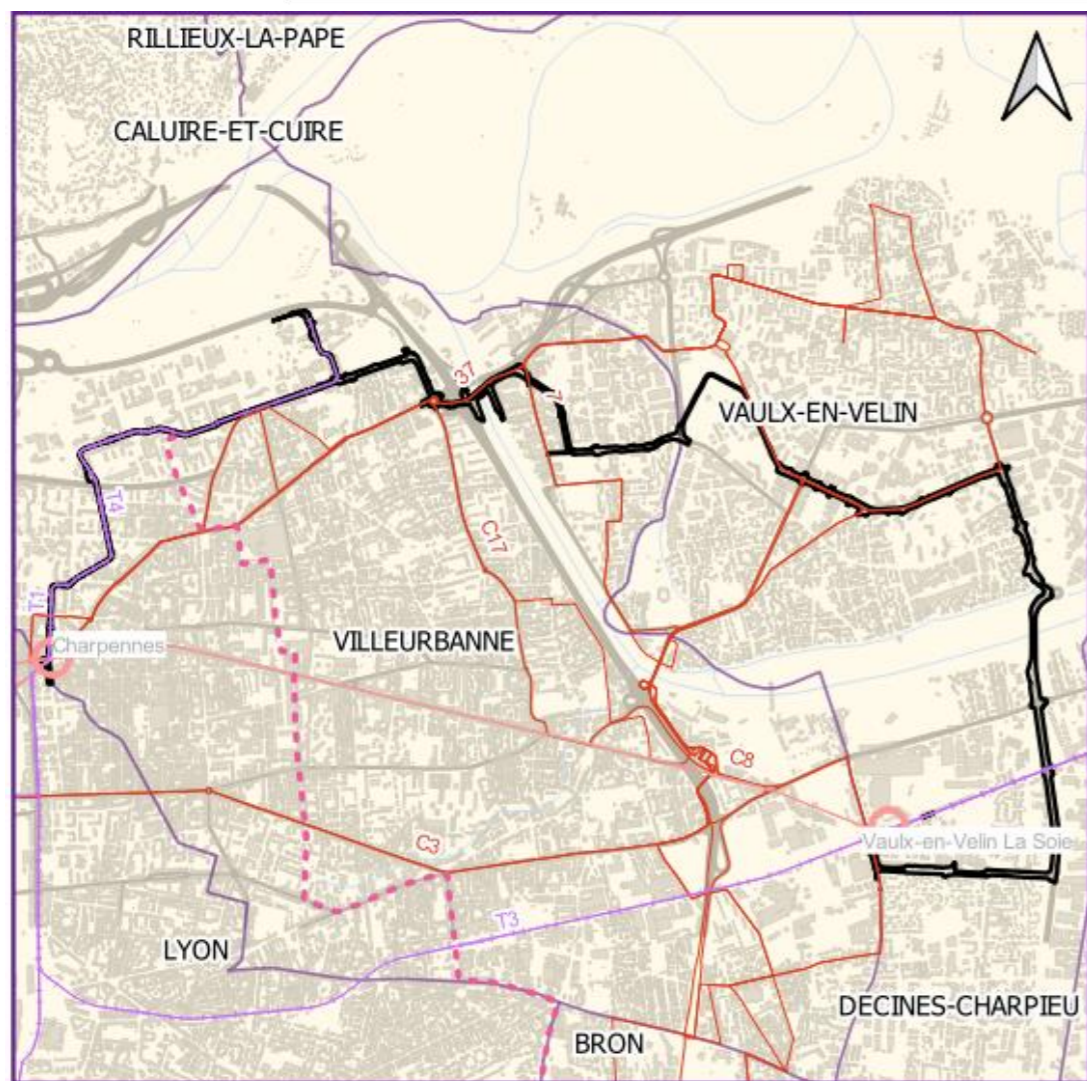 RILLIEUX-LA-PAPE
CALUIRE-ET-CUIRE
37
7
VAULX-EN-VELIN
T4
C17
T1
Charpennes
VILLEURBANNE
C8
C3
Vaulx-en-Velin La Soie
T3
LYON
DECINES-CHARPIEU
BRON